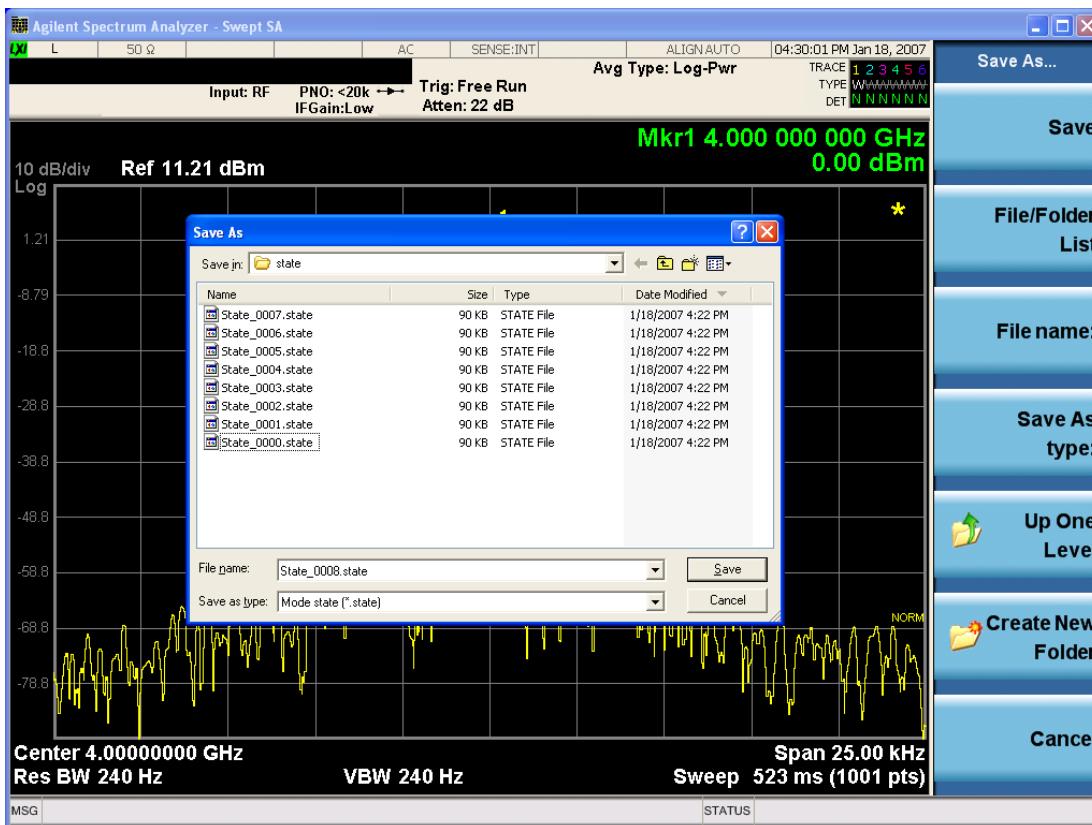 Agilent Spectrum Analyzer - Swept SA
LXI L 50 Ω AC SENSE:INT ALIGN AUTO 04:30:01 PM Jan 18, 2007
Input: RF PNO: <20k Trig: Free Run Avg Type: Log-Pwr TRACE 1 2 3 4 5 6
IFGain:Low Atten: 22 dB TYPE WWWWWW
DET N N N N N N
Mkr1 4.000 000 000 GHz
0.00 dBm
10 dB/div Ref 11.21 dBm
Log
1.21
-8.79
-18.8
-28.8
-38.8
-48.8
-58.8
-68.8
-78.8
NORM
Save As
Save in: state
Name Size Type Date Modified
State_0007.state 90 KB STATE File 1/18/2007 4:22 PM
State_0006.state 90 KB STATE File 1/18/2007 4:22 PM
State_0005.state 90 KB STATE File 1/18/2007 4:22 PM
State_0004.state 90 KB STATE File 1/18/2007 4:22 PM
State_0003.state 90 KB STATE File 1/18/2007 4:22 PM
State_0002.state 90 KB STATE File 1/18/2007 4:22 PM
State_0001.state 90 KB STATE File 1/18/2007 4:22 PM
State_0000.state 90 KB STATE File 1/18/2007 4:22 PM
File name: State_0008.state Save
Save as type: Mode state (*.state) Cancel
Center 4.00000000 GHz Span 25.00 kHz
Res BW 240 Hz VBW 240 Hz Sweep 523 ms (1001 pts)
MSG STATUS
Save As...
Save
File/Folder
List
File name:
Save As
type:
Up One
Leve
Create New
Folder
Cance